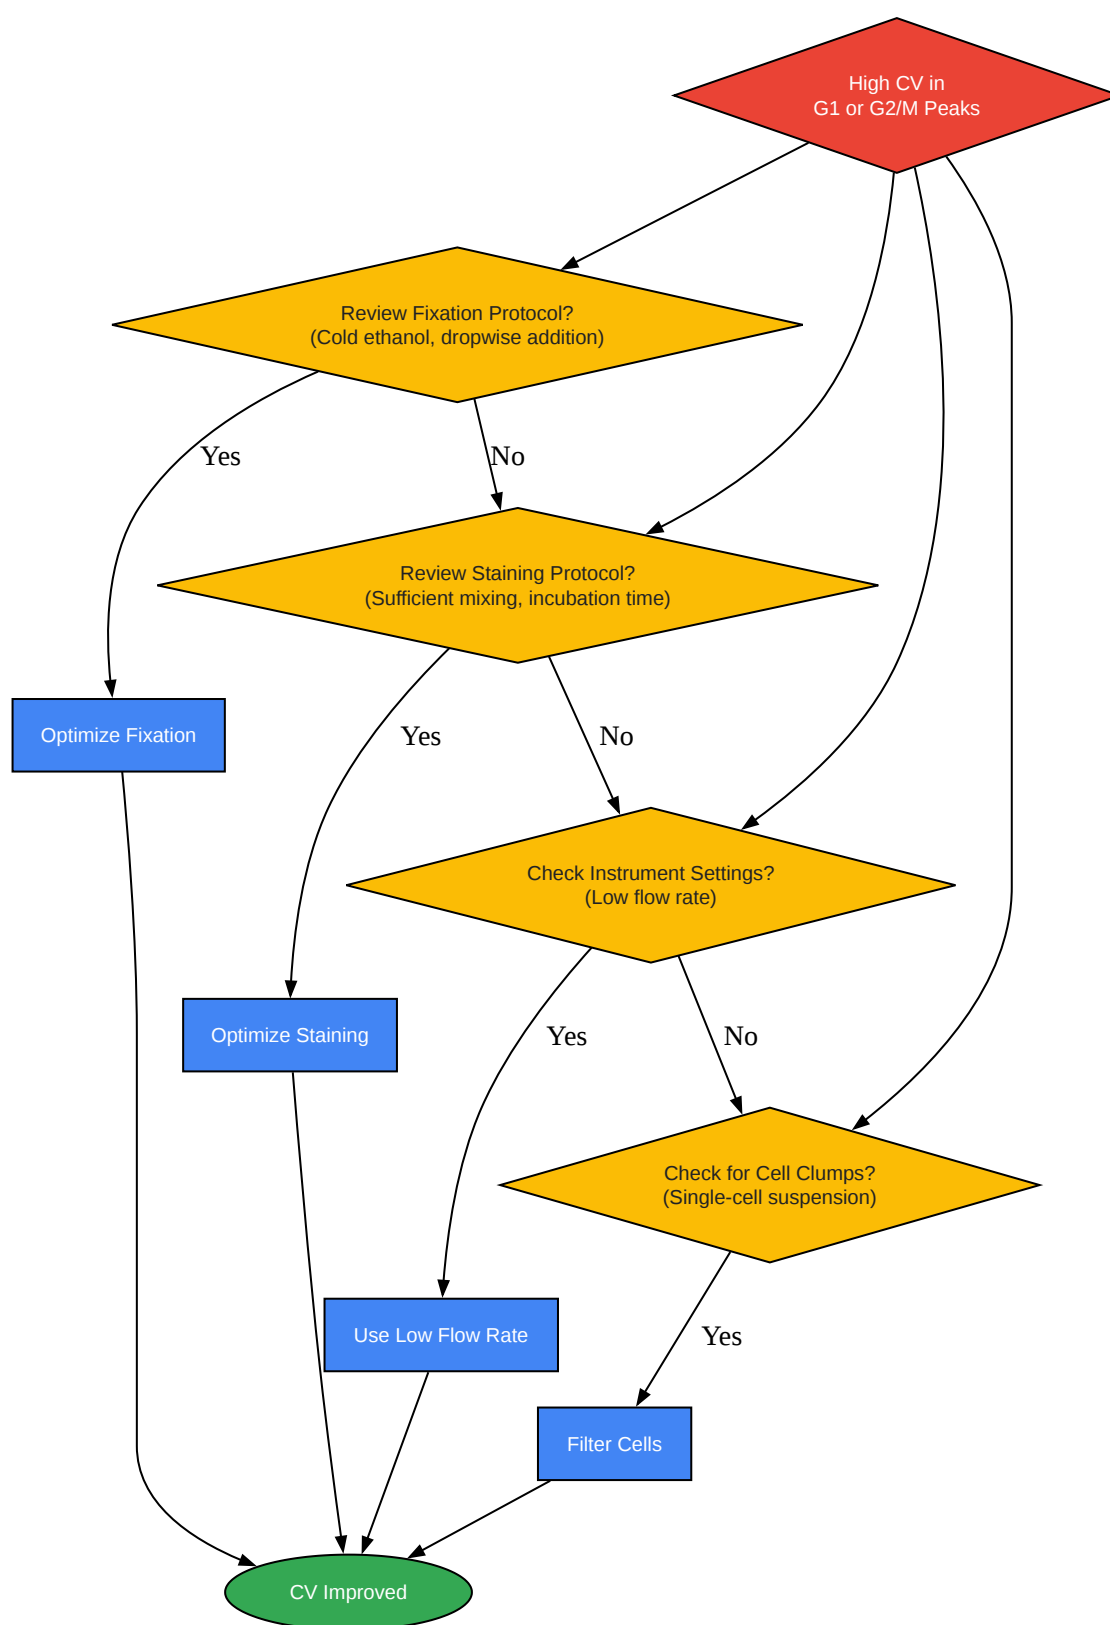 High CV in
G1 or G2/M Peaks
Review Fixation Protocol?
(Cold ethanol, dropwise addition)
Yes
No
Review Staining Protocol?
(Sufficient mixing, incubation time)
Optimize Fixation
Yes
No
Check Instrument Settings?
(Low flow rate)
Optimize Staining
Yes
No
Check for Cell Clumps?
(Single-cell suspension)
Use Low Flow Rate
Yes
Filter Cells
CV Improved